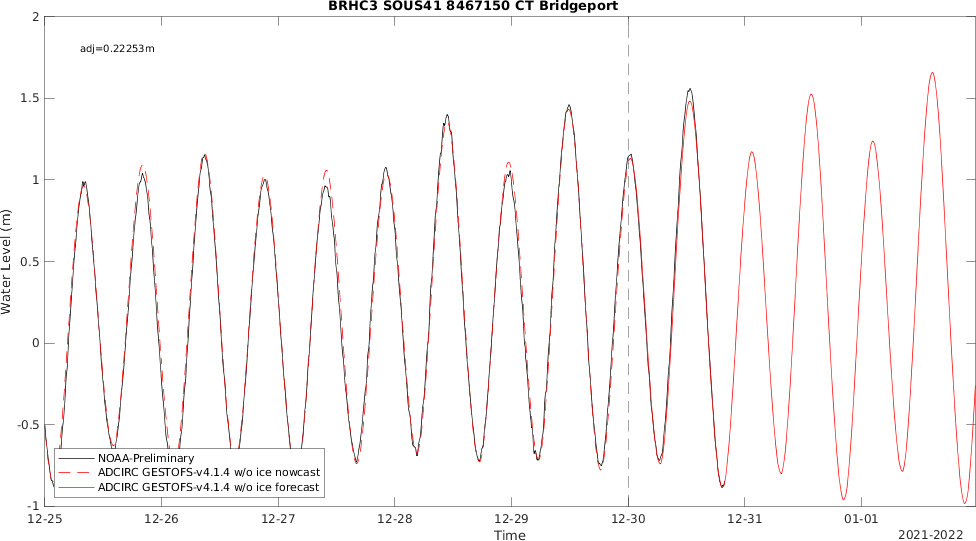 BRHC3 SOUS41 8467150 CT Bridgeport
2
adj=0.22253m
1.5
1
0.5
0
-0.5
-1
Water Level (m)
NOAA-Preliminary
ADCIRC GESTOFS-v4.1.4 w/o ice nowcast
ADCIRC GESTOFS-v4.1.4 w/o ice forecast
12-25 12-26 12-27 12-28 12-29 12-30 12-31 01-01
Time
2021-2022